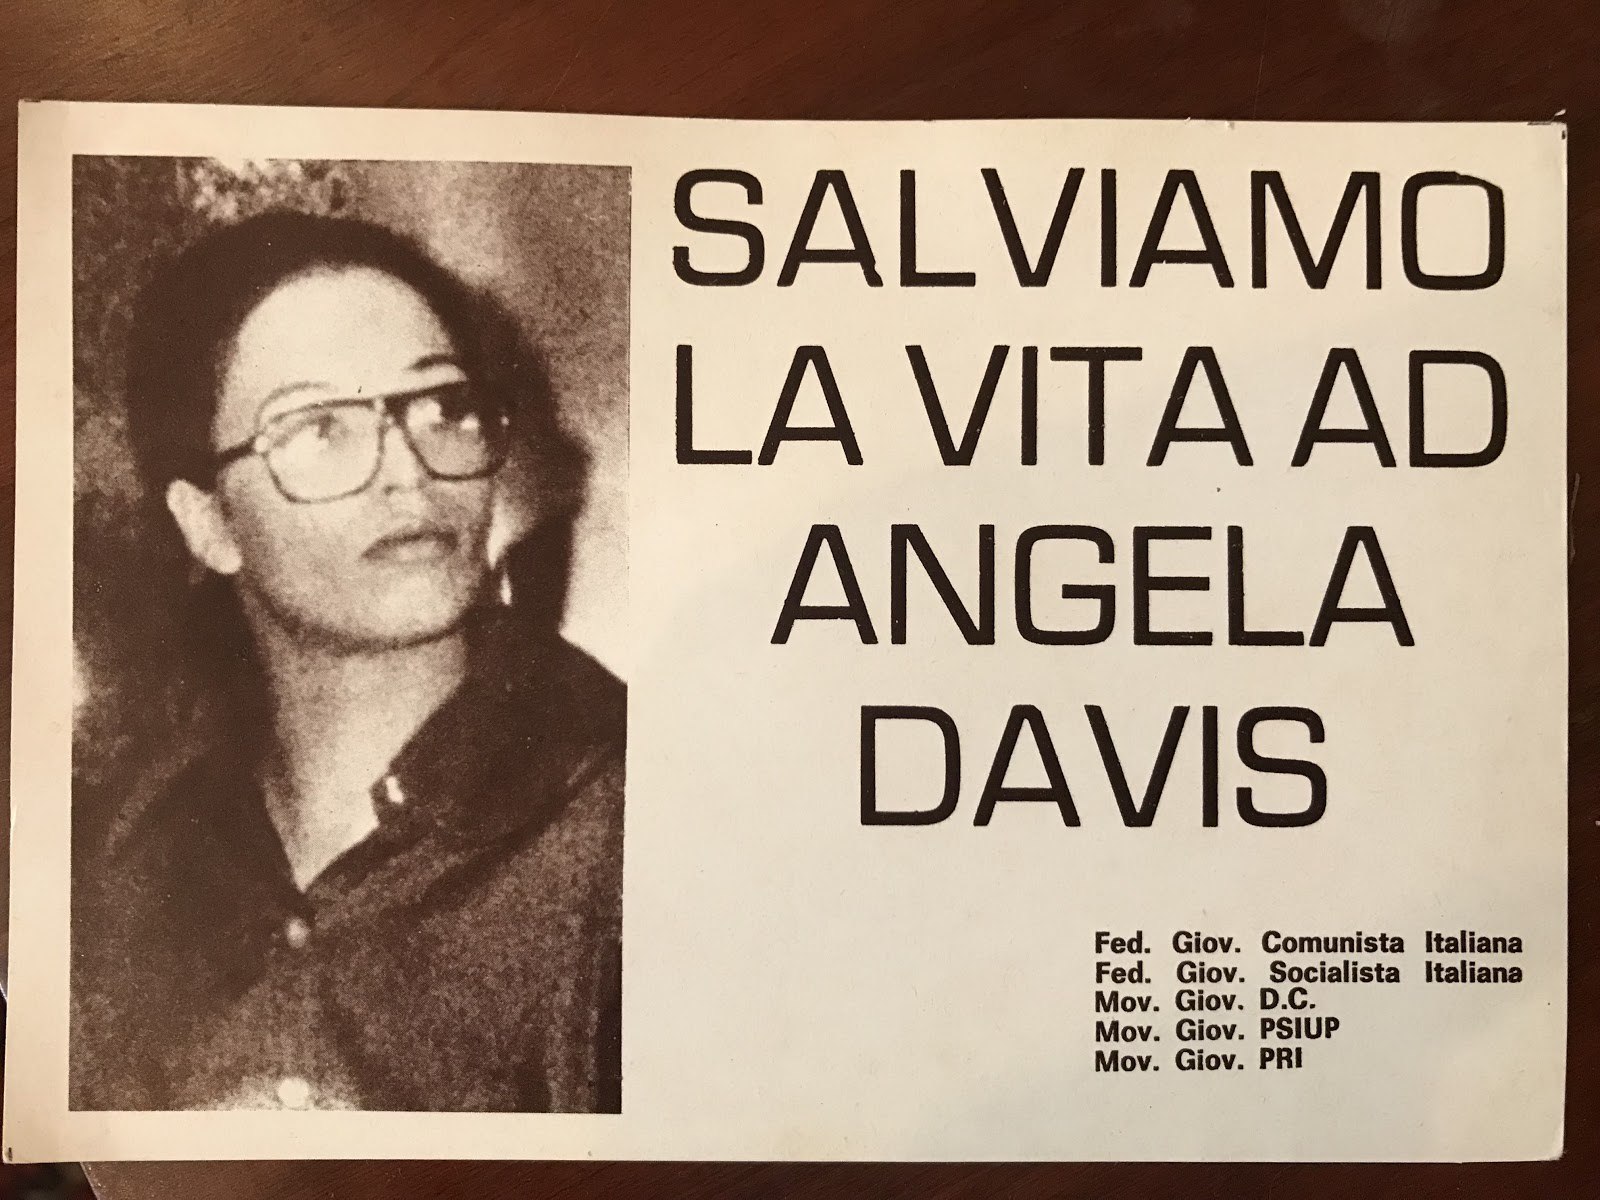 SALVIAMO
LA VITA AD
ANGELA
DAVIS
Fed. Giov. Comunista Italiana
Fed. Giov. Socialista Italiana
Mov. Giov. D.C.
Mov. Giov. PSIUP
Mov. Giov. PRI